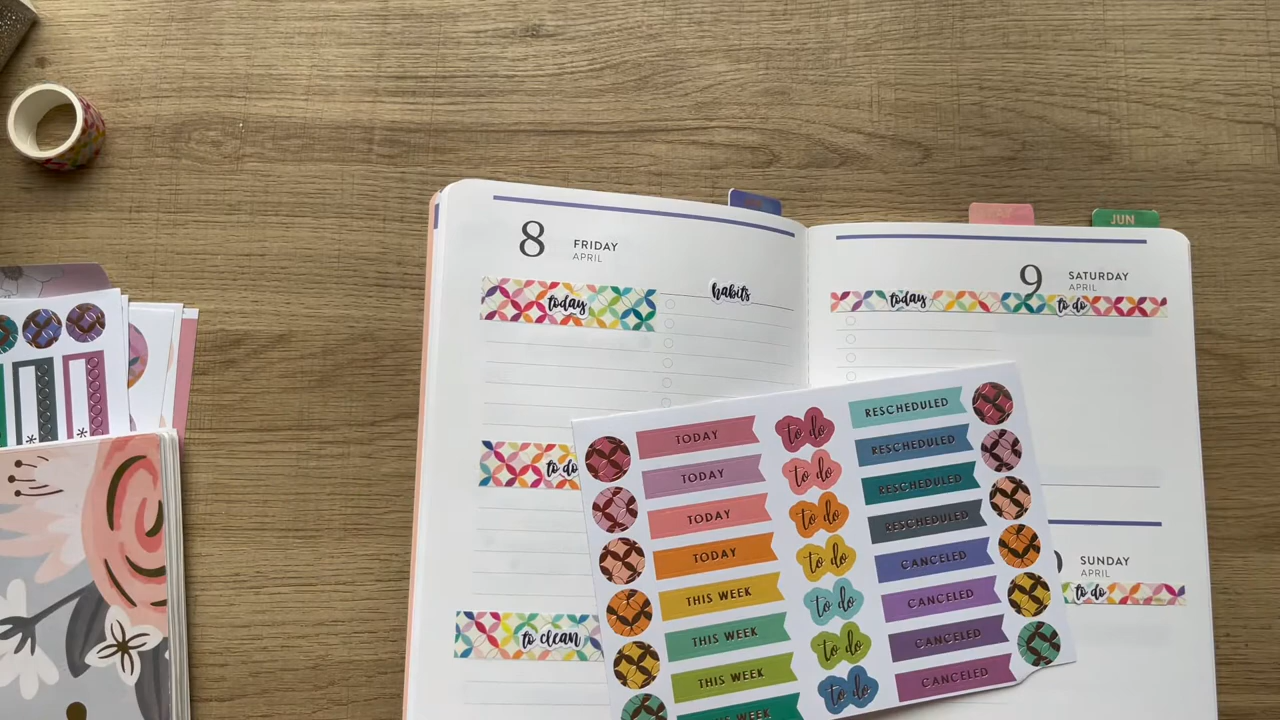 JUN
8 FRIDAY
APRIL
today
habits
to do
to clean
9 SATURDAY
APRIL
today to do
SUNDAY
APRIL
to do
TODAY
TODAY
TODAY
TODAY
THIS WEEK
THIS WEEK
THIS WEEK
WEEK
to do
to do
to do
to do
to do
to do
to do
RESCHEDULED
RESCHEDULED
RESCHEDULED
RESCHEDULED
CANCELED
CANCELED
CANCELED
CANCELED